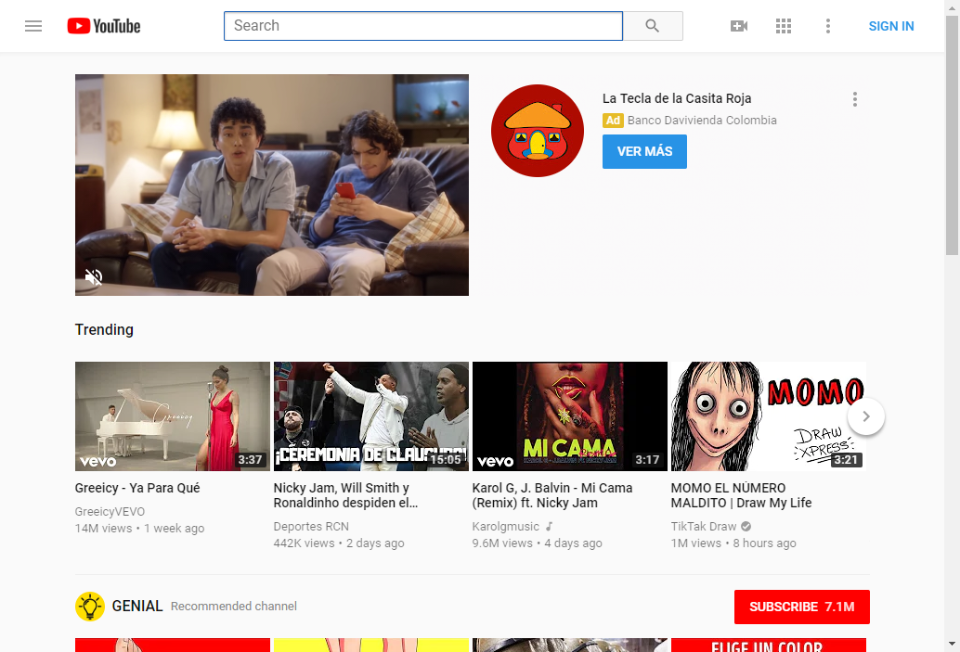 YouTube
Search
SIGN IN
La Tecla de la Casita Roja
Ad Banco Davivienda Colombia
VER MÁS
Trending
Greeicy
vevo
3:37
¡CEREMONIA DE CLAUSURA!
15:05
MI CAMA
vevo
3:17
MOMO
DRAW
XPRESS
3:21
Greeicy - Ya Para Qué
GreeicyVEVO
14M views • 1 week ago
Nicky Jam, Will Smith y
Ronaldinho despiden el...
Deportes RCN
442K views • 2 days ago
Karol G, J. Balvin - Mi Cama
(Remix) ft. Nicky Jam
Karolgmusic
9.6M views • 4 days ago
MOMO EL NÚMERO
MALDITO | Draw My Life
TikTak Draw
1M views • 8 hours ago
GENIAL Recommended channel
SUBSCRIBE 7.1M
ELIGE UN COLOR